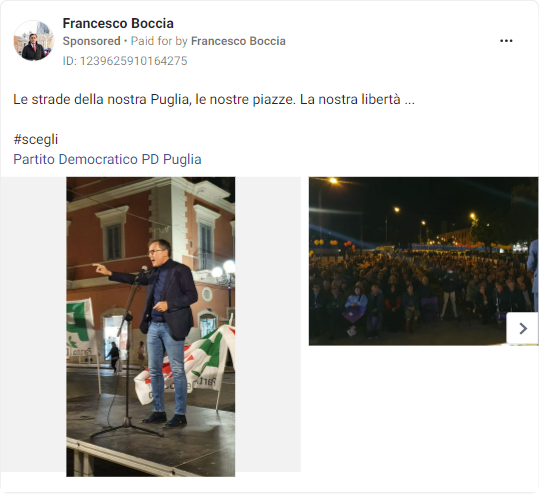 Francesco Boccia
Sponsored • Paid for by Francesco Boccia
ID: 1239625910164275
Le strade della nostra Puglia, le nostre piazze. La nostra libertà ...
#scegli
Partito Democratico PD Puglia